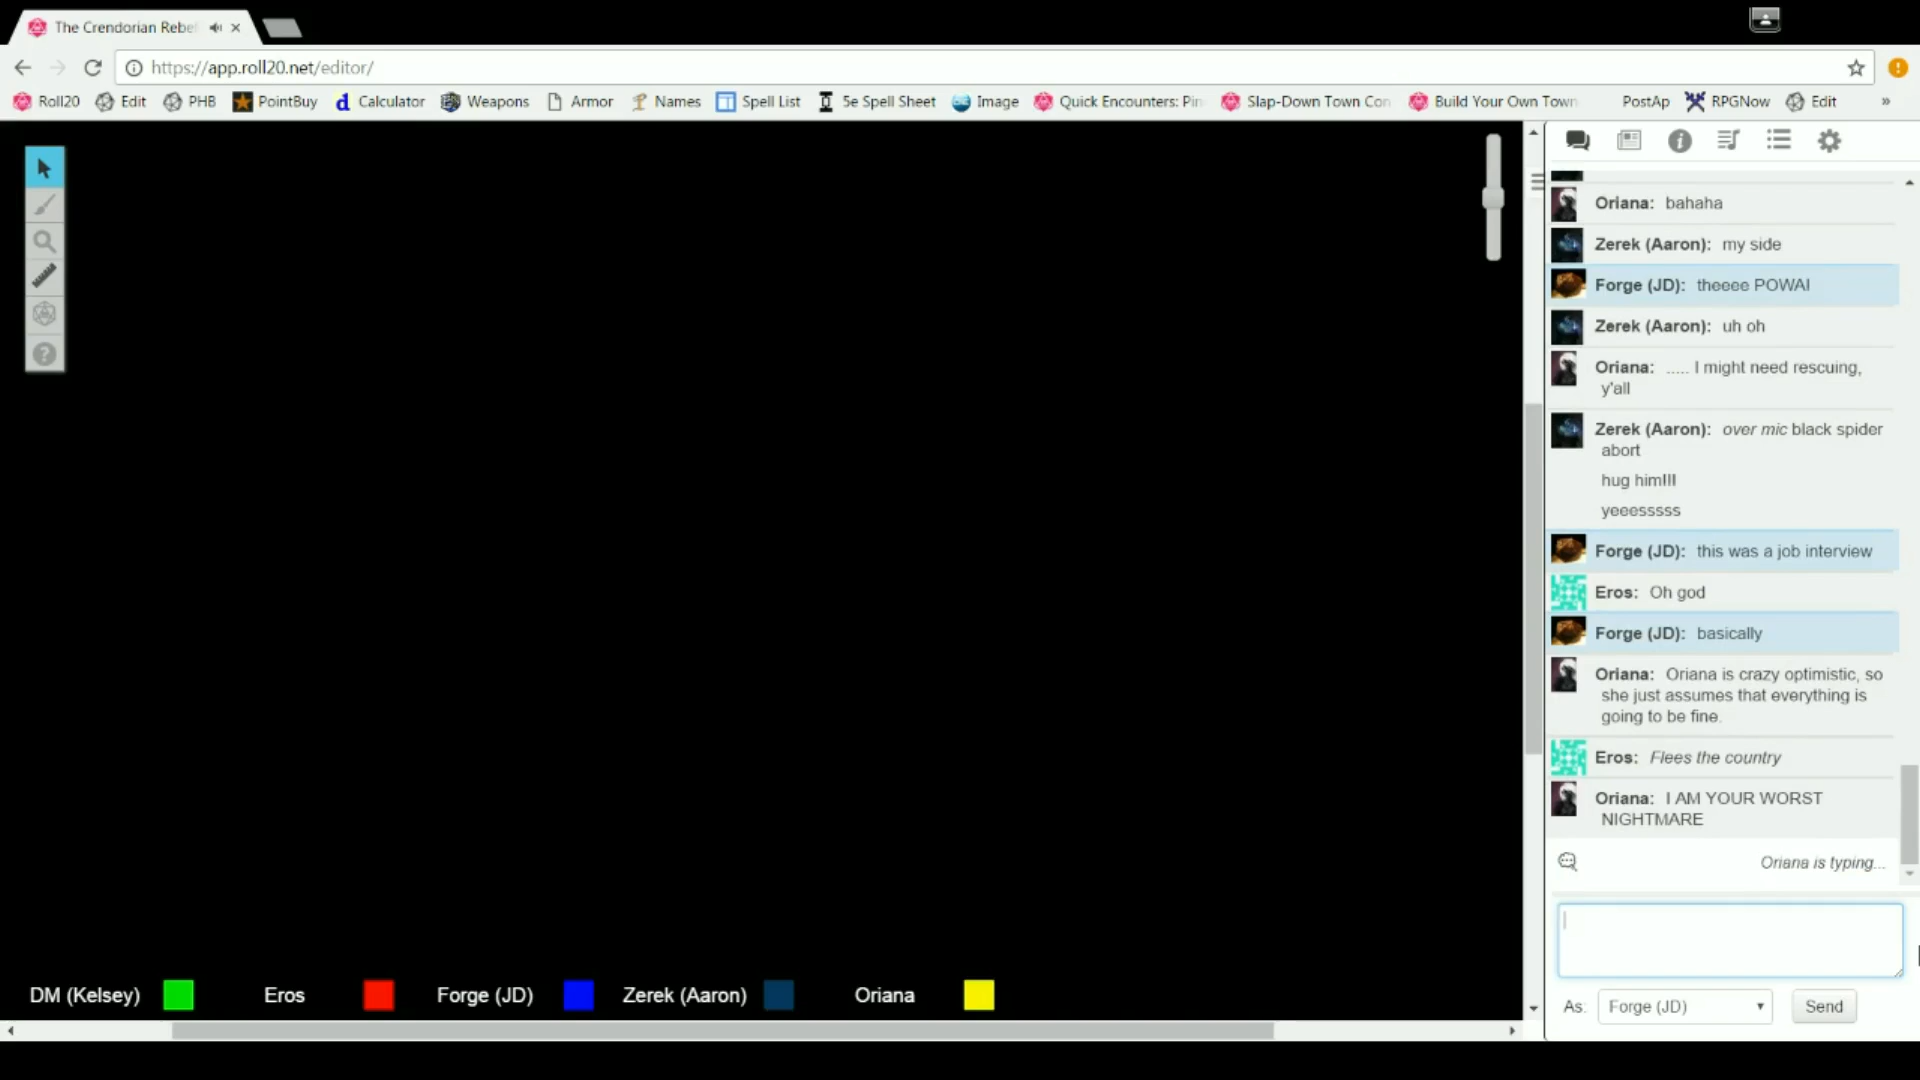 The Crendorian Rebe
https://app.roll20.net/editor/
Roll20 Edit PHB PointBuy Calculator Weapons Armor Names Spell List 5e Spell Sheet Image Quick Encounters: Pin Slap-Down Town Con Build Your Own Town PostAp RPGNow Edit »
Oriana: bahaha
Zerek (Aaron): my side
Forge (JD): theeee POWAI
Zerek (Aaron): uh oh
Oriana: ..... I might need rescuing,
y'all
Zerek (Aaron): over mic black spider
abort
hug him!!!
yeeesssss
Forge (JD): this was a job interview
Eros: Oh god
Forge (JD): basically
Oriana: Oriana is crazy optimistic, so
she just assumes that everything is
going to be fine.
Eros: Flees the country
Oriana: I AM YOUR WORST
NIGHTMARE
Oriana is typing...
As: Forge (JD) Send
DM (Kelsey) Eros Forge (JD) Zerek (Aaron) Oriana